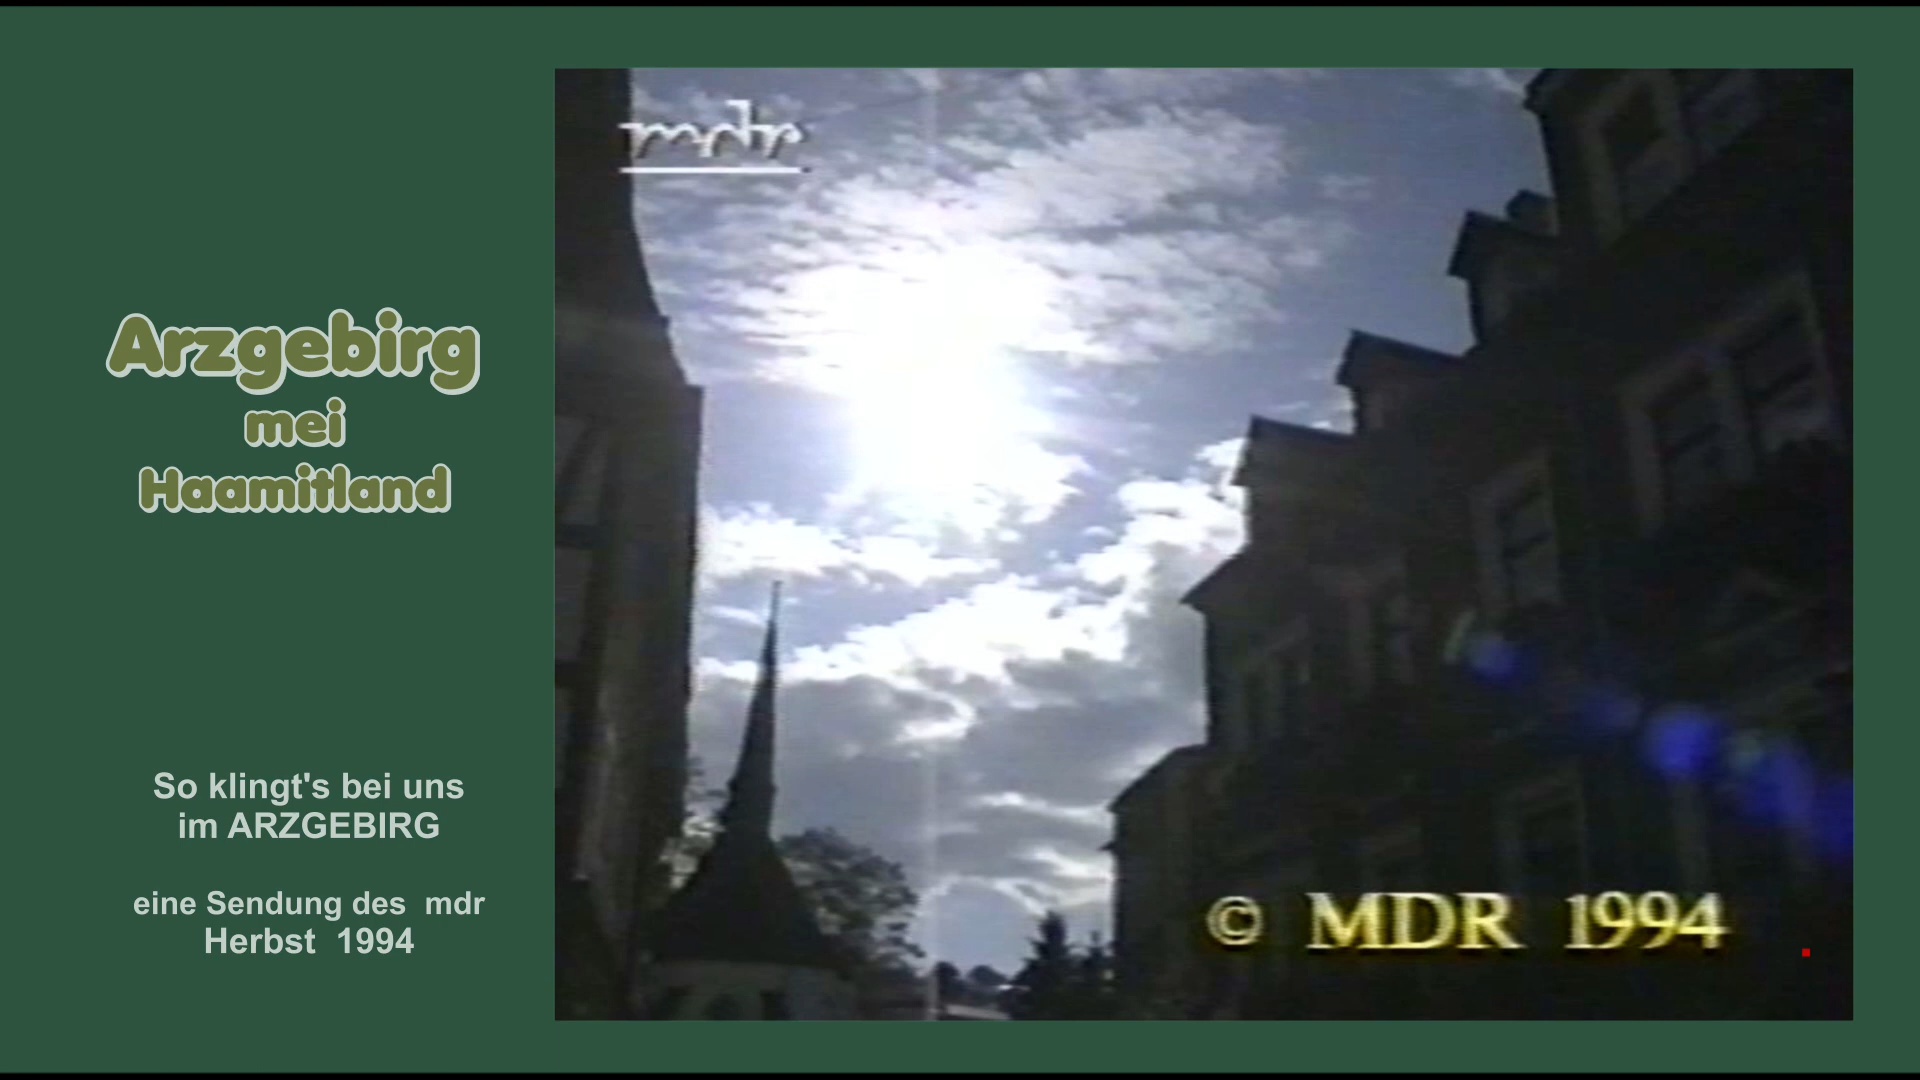 Arzgebirg
mei
Haamitland
So klingt's bei uns
im ARZGEBIRG
eine Sendung des mdr
Herbst 1994
mdr
© MDR 1994